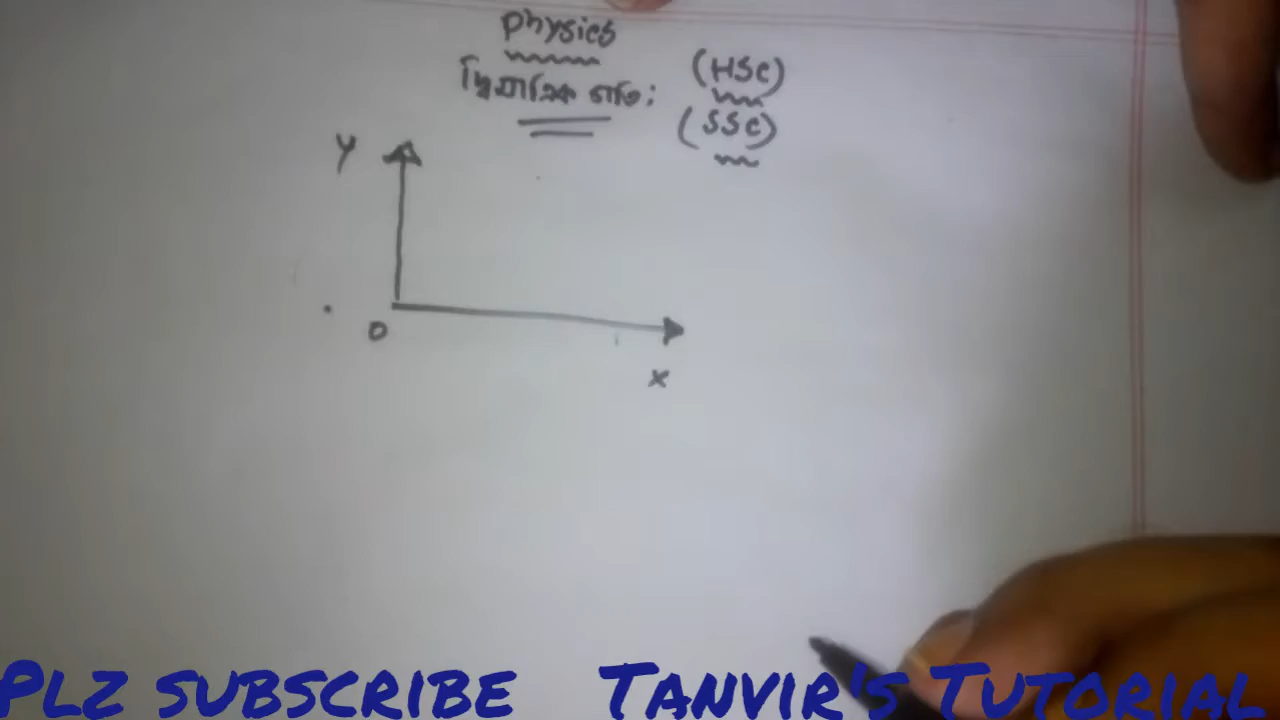 Physics
দ্বিমাত্রিক গতি:
(HSC)
(SSC)
Y
O
X
Plz subscribe Tanvir's Tutorial